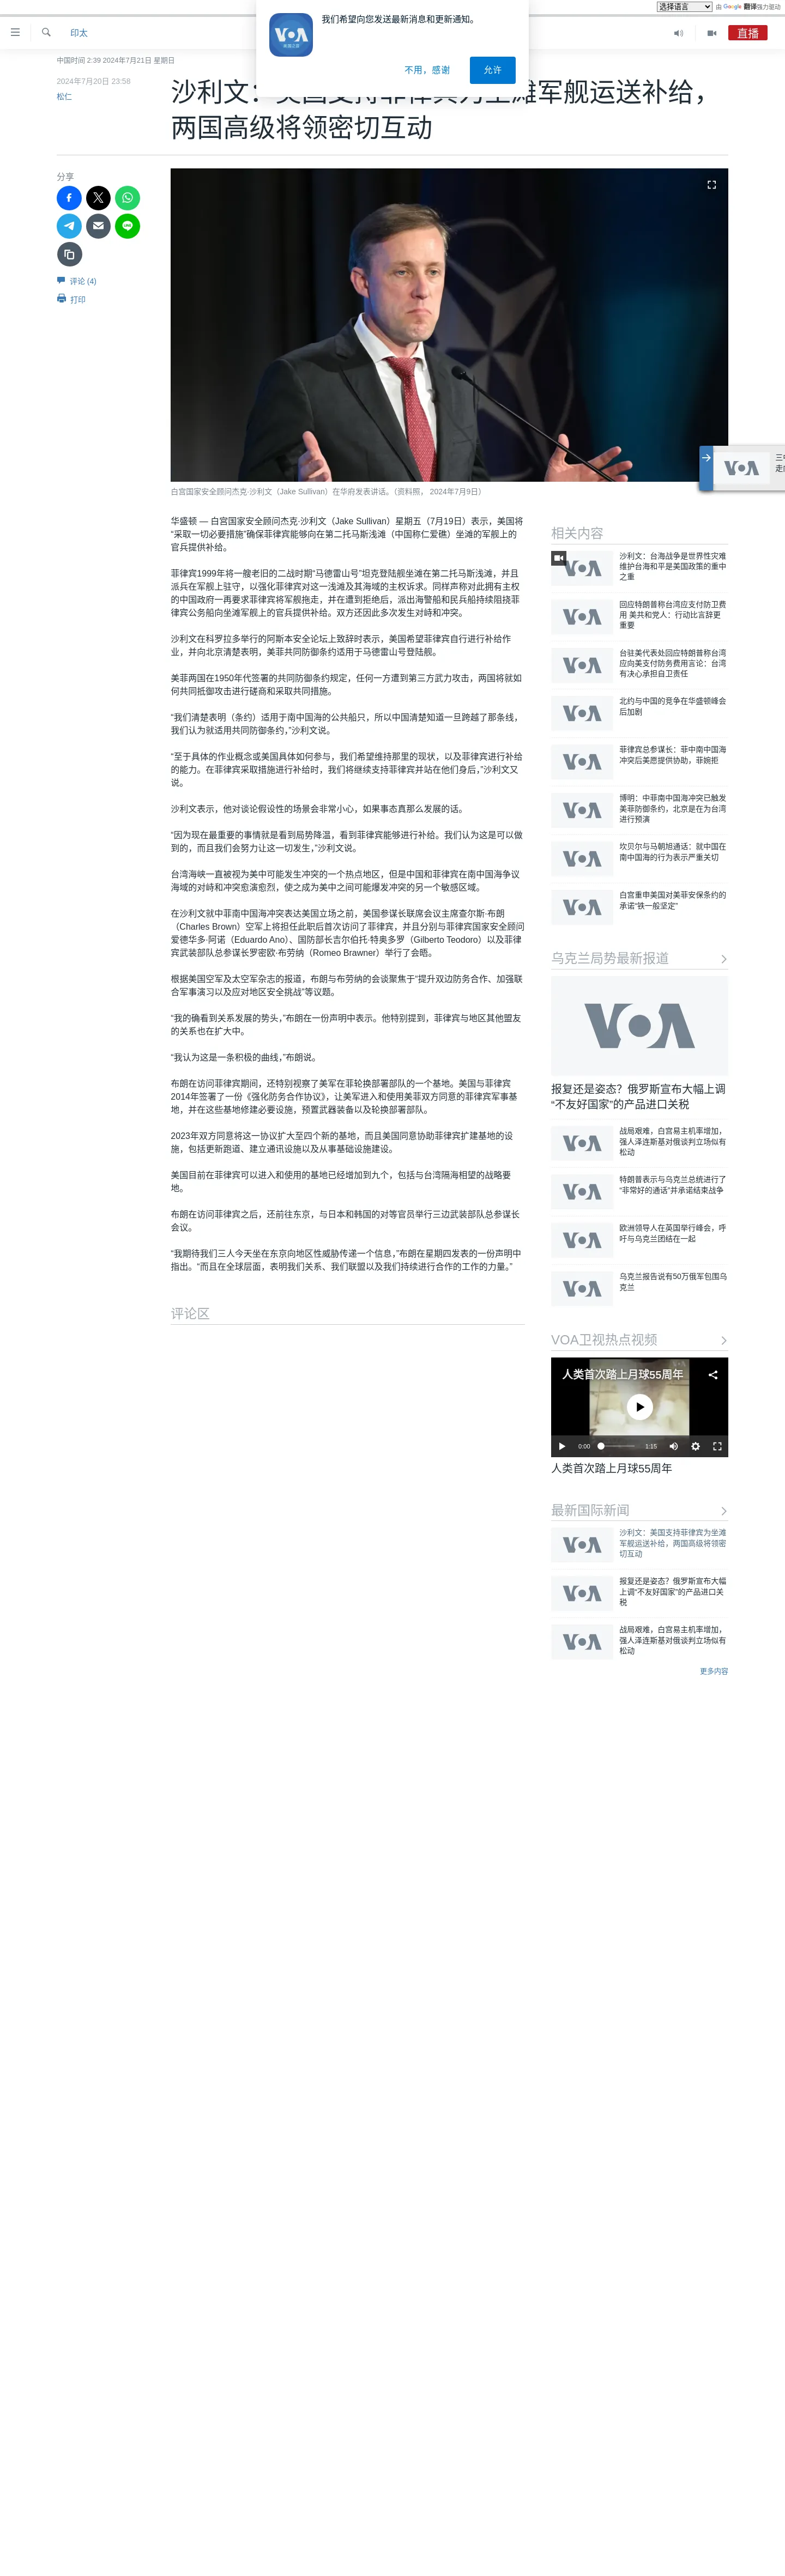 选择语言
由 Google 翻译强力驱动
我们希望向您发送最新消息和更新通知。
VOA
不用，感谢
允许
印太
直播
中国时间 2:39 2024年7月21日 星期日
2024年7月20日 23:58
松仁
沙利文：美国支持菲律宾为坐滩军舰运送补给，
两国高级将领密切互动
分享
评论 (4)
打印
白宫国家安全顾问杰克·沙利文（Jake Sullivan）在华府发表讲话。（资料照， 2024年7月9日）
VOA
华盛顿 — 白宫国家安全顾问杰克·沙利文（Jake Sullivan）星期五（7月19日）表示，美国将
“采取一切必要措施”确保菲律宾能够向在第二托马斯浅滩（中国称仁爱礁）坐滩的军舰上的
官兵提供补给。
菲律宾1999年将一艘老旧的二战时期“马德雷山号”坦克登陆舰坐滩在第二托马斯浅滩，并且
派兵在军舰上驻守，以强化菲律宾对这一浅滩及其海域的主权诉求。同样声称对此拥有主权
的中国政府一再要求菲律宾将军舰拖走，并在遭到拒绝后，派出海警船和民兵船持续阻挠菲
律宾公务船向坐滩军舰上的官兵提供补给。双方还因此多次发生对峙和冲突。
沙利文在科罗拉多举行的阿斯本安全论坛上致辞时表示，美国希望菲律宾自行进行补给作
业，并向北京清楚表明，美菲共同防御条约适用于马德雷山号登陆舰。
美菲两国在1950年代签署的共同防御条约规定，任何一方遭到第三方武力攻击，两国将就如
何共同抵御攻击进行磋商和采取共同措施。
“我们清楚表明（条约）适用于南中国海的公共船只，所以中国清楚知道一旦跨越了那条线，
我们认为就适用共同防御条约，”沙利文说。
“至于具体的作业概念或美国具体如何参与，我们希望维持那里的现状，以及菲律宾进行补给
的能力。在菲律宾采取措施进行补给时，我们将继续支持菲律宾并站在他们身后，”沙利文又
说。
沙利文表示，他对谈论假设性的场景会非常小心，如果事态真那么发展的话。
“因为现在最重要的事情就是看到局势降温，看到菲律宾能够进行补给。我们认为这是可以做
到的，而且我们会努力让这一切发生，”沙利文说。
台湾海峡一直被视为美中可能发生冲突的一个热点地区，但是中国和菲律宾在南中国海争议
海域的对峙和冲突愈演愈烈，使之成为美中之间可能爆发冲突的另一个敏感区域。
在沙利文就中菲南中国海冲突表达美国立场之前，美国参谋长联席会议主席查尔斯·布朗
（Charles Brown）空军上将担任此职后首次访问了菲律宾，并且分别与菲律宾国家安全顾问
爱德华多·阿诺（Eduardo Ano）、国防部长吉尔伯托·特奥多罗（Gilberto Teodoro）以及菲律
宾武装部队总参谋长罗密欧·布劳纳（Romeo Brawner）举行了会晤。
根据美国空军及太空军杂志的报道，布朗与布劳纳的会谈聚焦于“提升双边防务合作、加强联
合军事演习以及应对地区安全挑战”等议题。
“我的确看到关系发展的势头，”布朗在一份声明中表示。他特别提到，菲律宾与地区其他盟友
的关系也在扩大中。
“我认为这是一条积极的曲线，”布朗说。
布朗在访问菲律宾期间，还特别视察了美军在菲轮换部署部队的一个基地。美国与菲律宾
2014年签署了一份《强化防务合作协议》，让美军进入和使用美菲双方同意的菲律宾军事基
地，并在这些基地修建必要设施，预置武器装备以及轮换部署部队。
2023年双方同意将这一协议扩大至四个新的基地，而且美国同意协助菲律宾扩建基地的设
施，包括更新跑道、建立通讯设施以及从事基础设施建设。
美国目前在菲律宾可以进入和使用的基地已经增加到九个，包括与台湾隔海相望的战略要
地。
布朗在访问菲律宾之后，还前往东京，与日本和韩国的对等官员举行三边武装部队总参谋长
会议。
“我期待我们三人今天坐在东京向地区性威胁传递一个信息，”布朗在星期四发表的一份声明中
指出。“而且在全球层面，表明我们关系、我们联盟以及我们持续进行合作的工作的力量。”
评论区
相关内容
VOA
沙利文：台海战争是世界性灾难
维护台海和平是美国政策的重中
之重
VOA
回应特朗普称台湾应支付防卫费
用 美共和党人：行动比言辞更
重要
VOA
台驻美代表处回应特朗普称台湾
应向美支付防务费用言论：台湾
有决心承担自卫责任
VOA
北约与中国的竞争在华盛顿峰会
后加剧
VOA
菲律宾总参谋长：菲中南中国海
冲突后美愿提供协助，菲婉拒
VOA
博明：中菲南中国海冲突已触发
美菲防御条约，北京是在为台湾
进行预演
VOA
坎贝尔与马朝旭通话：就中国在
南中国海的行为表示严重关切
VOA
白宫重申美国对美菲安保条约的
承诺“铁一般坚定”
乌克兰局势最新报道
VOA
报复还是姿态？俄罗斯宣布大幅上调
“不友好国家”的产品进口关税
VOA
战局艰难，白宫易主机率增加，
强人泽连斯基对俄谈判立场似有
松动
VOA
特朗普表示与乌克兰总统进行了
“非常好的通话”并承诺结束战争
VOA
欧洲领导人在英国举行峰会，呼
吁与乌克兰团结在一起
VOA
乌克兰报告说有50万俄军包围乌
克兰
VOA卫视热点视频
人类首次踏上月球55周年
0:00
1:15
人类首次踏上月球55周年
最新国际新闻
VOA
沙利文：美国支持菲律宾为坐滩
军舰运送补给，两国高级将领密
切互动
VOA
报复还是姿态？俄罗斯宣布大幅
上调“不友好国家”的产品进口关
税
VOA
战局艰难，白宫易主机率增加，
强人泽连斯基对俄谈判立场似有
松动
更多内容